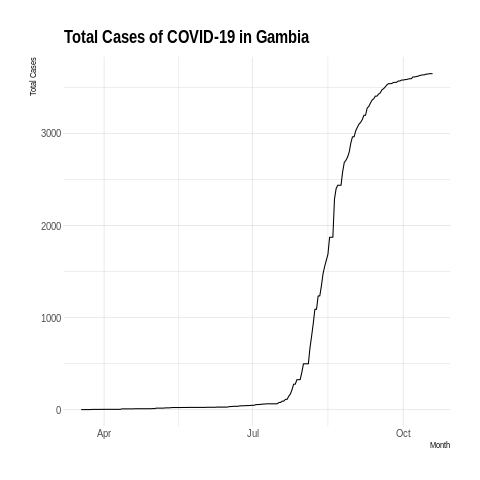 Total Cases of COVID-19 in Gambia
Total Cases
3000
2000
1000
0
Apr
Jul
Oct
Month